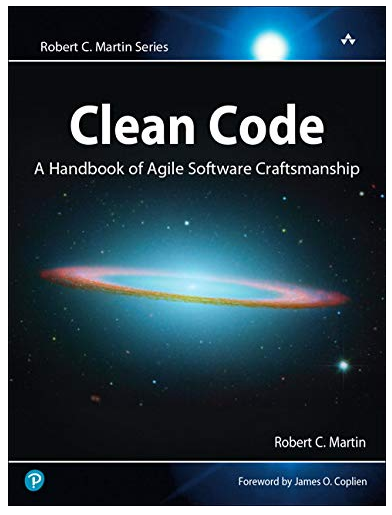 Robert C. Martin Series
Clean Code
A Handbook of Agile Software Craftsmanship
Robert C. Martin
P
Foreword by James O. Coplien